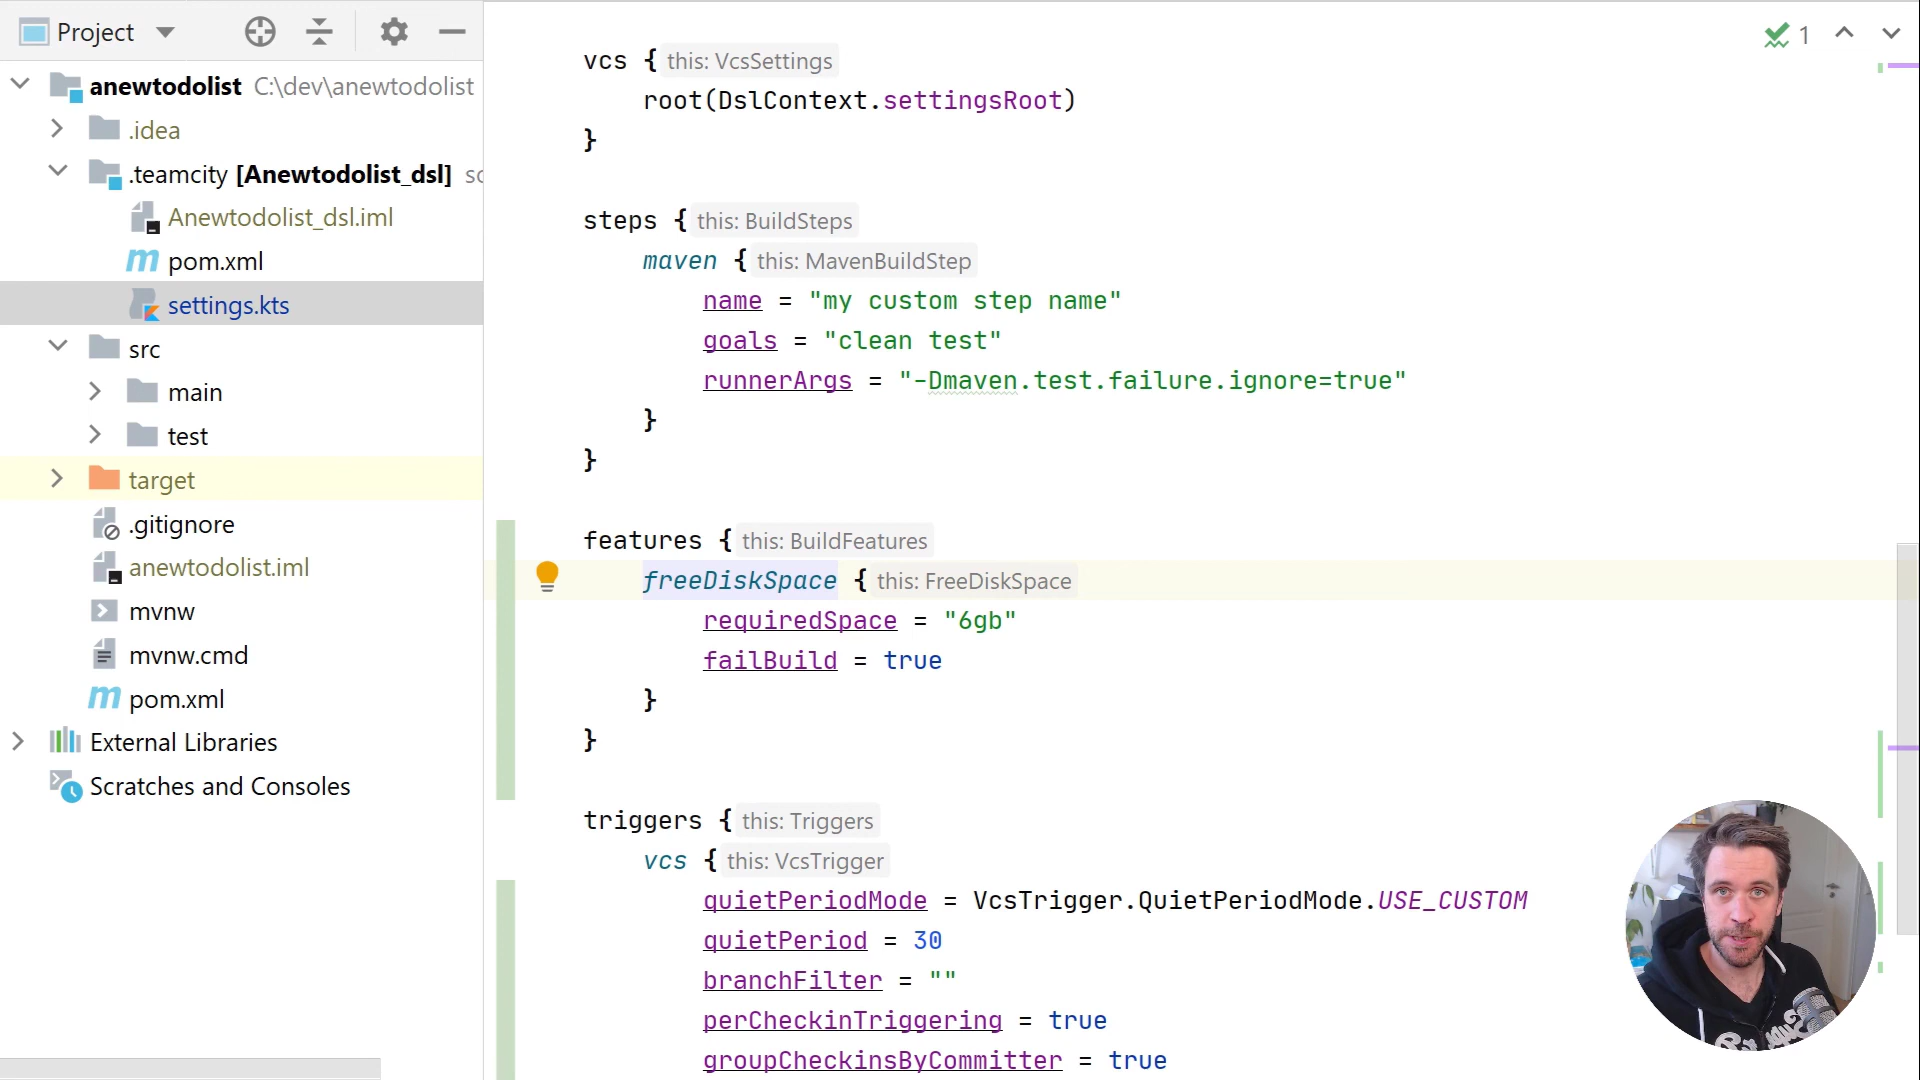 Project
1
anewtodolist C:\dev\anewtodolist
.idea
.teamcity [Anewtodolist_dsl] sc
Anewtodolist_dsl.iml
pom.xml
settings.kts
src
main
test
target
.gitignore
anewtodolist.iml
mvnw
mvnw.cmd
pom.xml
External Libraries
Scratches and Consoles
vcs { this: VcsSettings
root(DslContext.settingsRoot)
}
steps { this: BuildSteps
maven { this: MavenBuildStep
name = "my custom step name"
goals = "clean test"
runnerArgs = "-Dmaven.test.failure.ignore=true"
}
}
features { this: BuildFeatures
freeDiskSpace { this: FreeDiskSpace
requiredSpace = "6gb"
failBuild = true
}
}
triggers { this: Triggers
vcs { this: VcsTrigger
quietPeriodMode = VcsTrigger.QuietPeriodMode.USE_CUSTOM
quietPeriod = 30
branchFilter = ""
perCheckinTriggering = true
groupCheckinsByCommitter = true